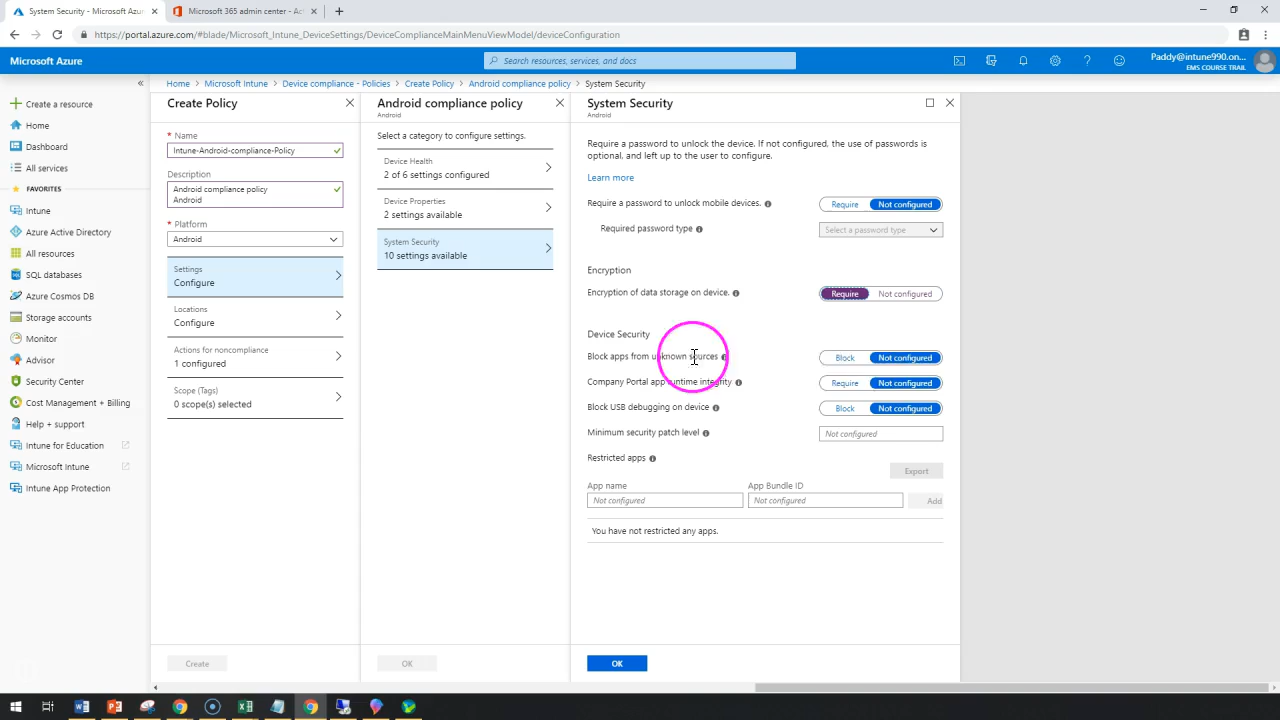 System Security - Microsoft Azu
Microsoft 365 admin center - Act
https://portal.azure.com/#blade/Microsoft_Intune_DeviceSettings/DeviceComplianceMainMenuViewModel/deviceConfiguration
Microsoft Azure
Search resources, services, and docs
Paddy@intune990.on...
EMS COURSE TRAIL
Home > Microsoft Intune > Device compliance - Policies > Create Policy > Android compliance policy > System Security
Create a resource
Home
Dashboard
All services
FAVORITES
Intune
Azure Active Directory
All resources
SQL databases
Azure Cosmos DB
Storage accounts
Monitor
Advisor
Security Center
Cost Management + Billing
Help + support
Intune for Education
Microsoft Intune
Intune App Protection
Create Policy
* Name
Intune-Android-compliance-Policy
Description
Android compliance policy
Android
* Platform
Android
Settings
Configure
Locations
Configure
Actions for noncompliance
1 configured
Scope (Tags)
0 scope(s) selected
Create
Android compliance policy
Android
Select a category to configure settings.
Device Health
2 of 6 settings configured
Device Properties
2 settings available
System Security
10 settings available
OK
System Security
Android
Require a password to unlock the device. If not configured, the use of passwords is
optional, and left up to the user to configure.
Learn more
Require a password to unlock mobile devices. Require Not configured
Required password type Select a password type
Encryption
Encryption of data storage on device. Require Not configured
Device Security
Block apps from unknown sources Block Not configured
Company Portal app runtime integrity Require Not configured
Block USB debugging on device Block Not configured
Minimum security patch level Not configured
Restricted apps
Export
App name App Bundle ID
Not configured Not configured Add
You have not restricted any apps.
OK